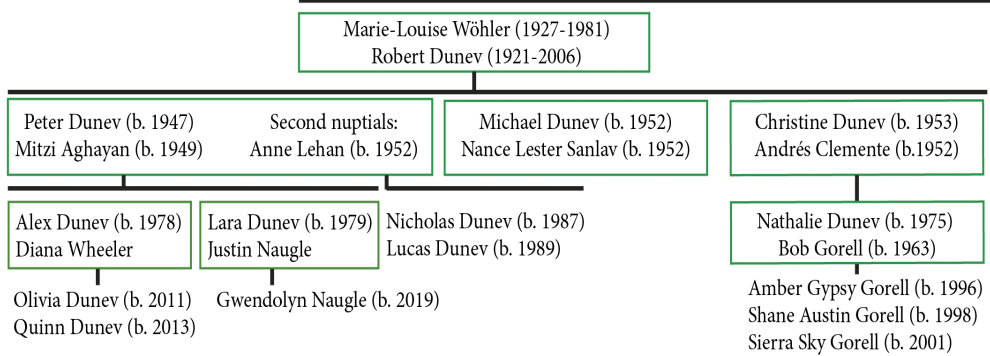 Marie-Louise Wöhler (1927-1981)
Robert Dunev (1921-2006)
Peter Dunev (b. 1947)
Mitzi Aghayan (b. 1949)
Second nuptials:
Anne Lehan (b. 1952)
Michael Dunev (b. 1952)
Nance Lester Sanlav (b. 1952)
Christine Dunev (b. 1953)
Andrés Clemente (b.1952)
Alex Dunev (b. 1978)
Diana Wheeler
Lara Dunev (b. 1979)
Justin Naugle
Nicholas Dunev (b. 1987)
Lucas Dunev (b. 1989)
Nathalie Dunev (b. 1975)
Bob Gorell (b. 1963)
Olivia Dunev (b. 2011)
Quinn Dunev (b. 2013)
Gwendolyn Naugle (b. 2019)
Amber Gypsy Gorell (b. 1996)
Shane Austin Gorell (b. 1998)
Sierra Sky Gorell (b. 2001)